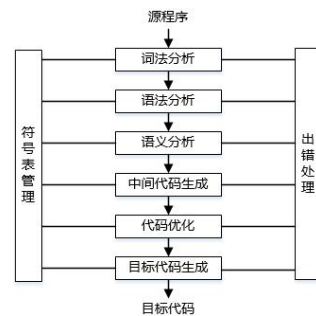 源程序
词法分析
语法分析
语义分析
中间代码生成
代码优化
目标代码生成
目标代码
符号表管理
出错处理